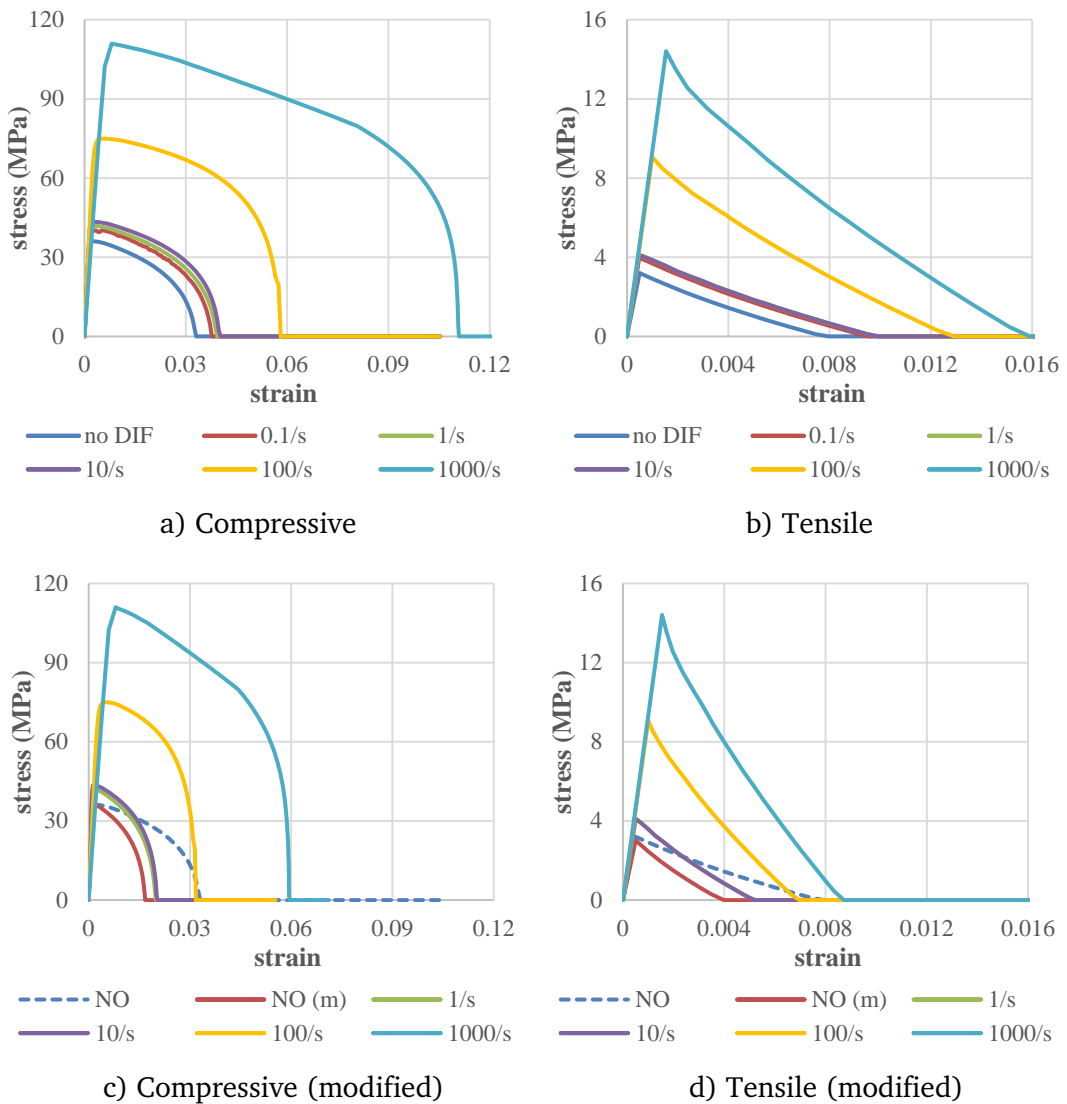 120
90
60
30
0
stress (MPa)
0 0.03 0.06 0.09 0.12
strain
no DIF 0.1/s 1/s
10/s 100/s 1000/s
a) Compressive
16
12
8
4
0
stress (MPa)
0 0.004 0.008 0.012 0.016
strain
no DIF 0.1/s 1/s
10/s 100/s 1000/s
b) Tensile
120
90
60
30
0
stress (MPa)
0 0.03 0.06 0.09 0.12
strain
NO NO (m) 1/s
10/s 100/s 1000/s
c) Compressive (modified)
16
12
8
4
0
stress (MPa)
0 0.004 0.008 0.012 0.016
strain
NO NO (m) 1/s
10/s 100/s 1000/s
d) Tensile (modified)